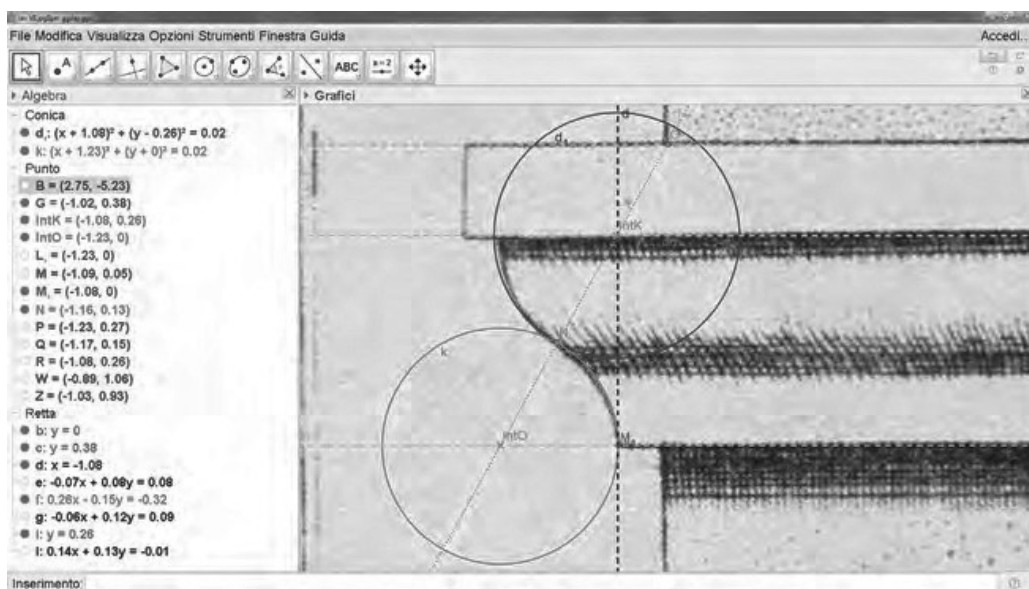 File Modifica Visualizza Opzioni Strumenti Finestra Guida
Accedi...
ABC
a=2
Algebra
Grafici
Conica
d₁: (x + 1.08)² + (y - 0.26)² = 0.02
k: (x + 1.23)² + (y + 0)² = 0.02
Punto
B = (2.75, -5.23)
G = (-1.02, 0.38)
IntK = (-1.08, 0.26)
IntO = (-1.23, 0)
L₁ = (-1.23, 0)
M = (-1.09, 0.05)
M₁ = (-1.08, 0)
N = (-1.16, 0.13)
P = (-1.23, 0.27)
Q = (-1.17, 0.15)
R = (-1.08, 0.26)
W = (-0.89, 1.06)
Z = (-1.03, 0.93)
Retta
b: y = 0
c: y = 0.38
d: x = -1.08
e: -0.07x + 0.08y = 0.08
f: 0.26x - 0.15y = -0.32
g: -0.06x + 0.12y = 0.09
i: y = 0.26
l: 0.14x + 0.13y = -0.01
d
d₁
IntK
k
IntO
M₁
Inserimento: